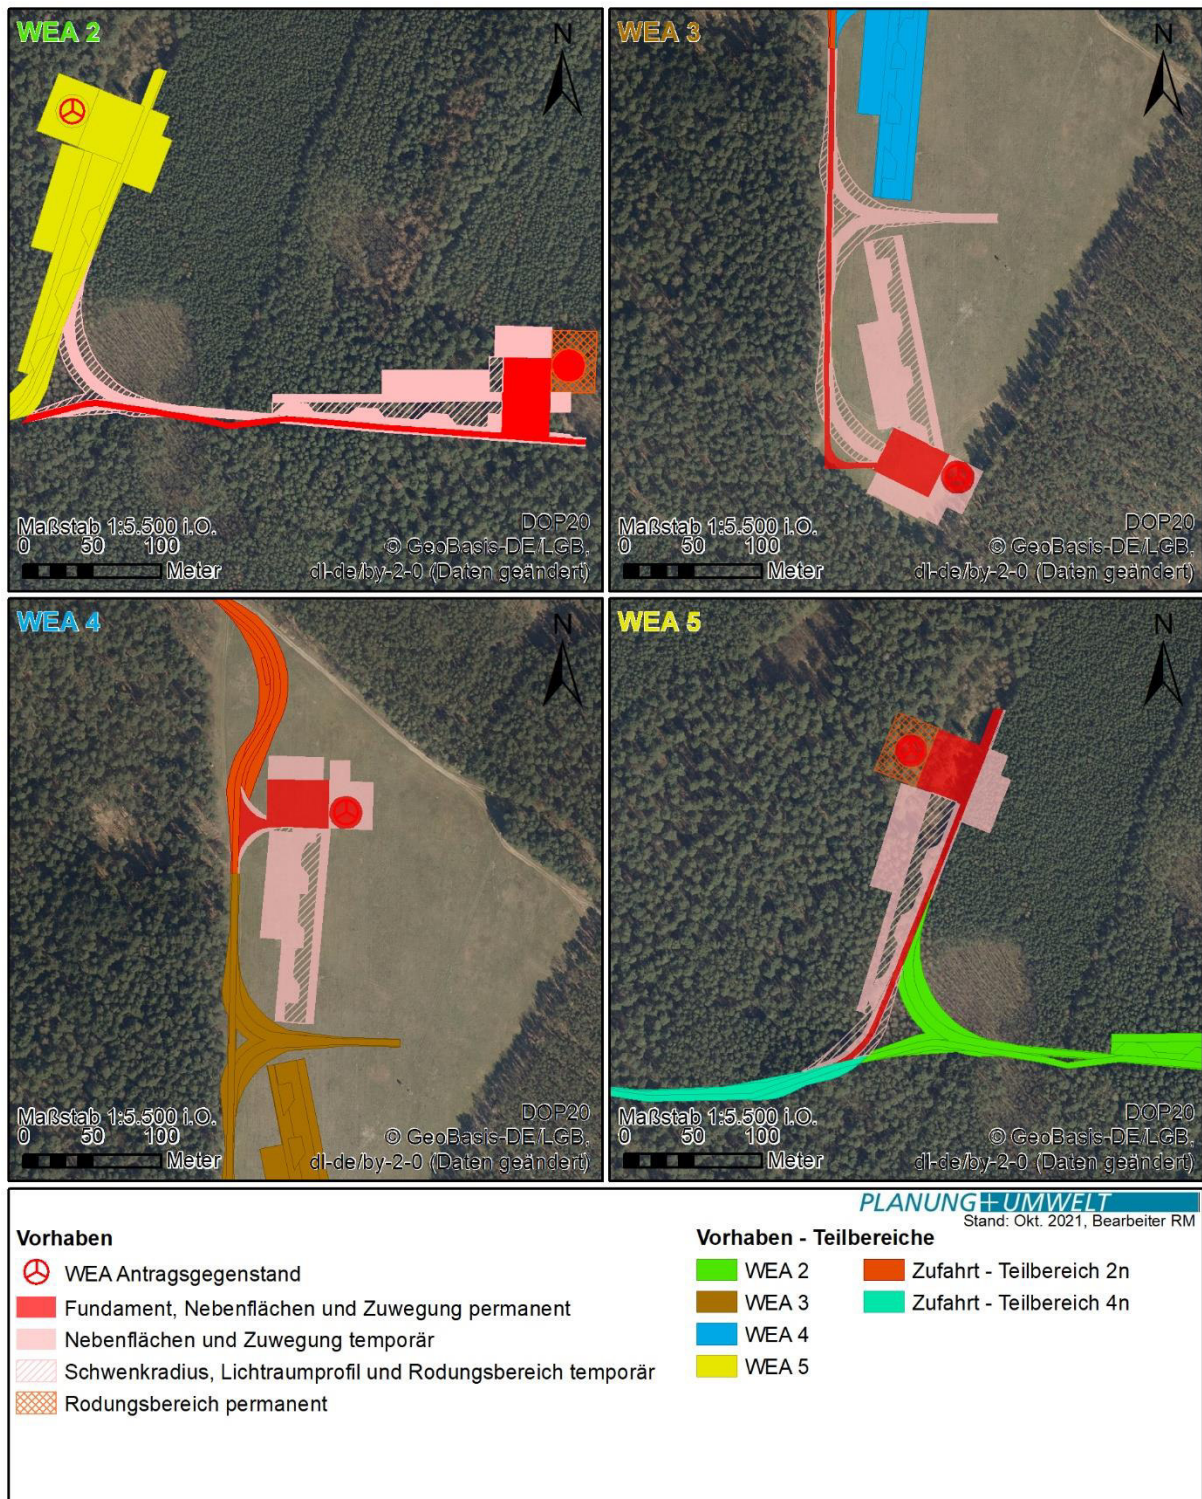 WEA 2
N
Maßstab 1:5.500 i.O.
0 50 100
Meter
DOP20
© GeoBasis-DE/LGB,
dl-de/by-2-0 (Daten geändert)
WEA 3
N
Maßstab 1:5.500 i.O.
0 50 100
Meter
DOP20
© GeoBasis-DE/LGB,
dl-de/by-2-0 (Daten geändert)
WEA 4
N
Maßstab 1:5.500 i.O.
0 50 100
Meter
DOP20
© GeoBasis-DE/LGB,
dl-de/by-2-0 (Daten geändert)
WEA 5
N
Maßstab 1:5.500 i.O.
0 50 100
Meter
DOP20
© GeoBasis-DE/LGB,
dl-de/by-2-0 (Daten geändert)
PLANUNG+UMWELT
Stand: Okt. 2021, Bearbeiter RM
Vorhaben
WEA Antragsgegenstand
Fundament, Nebenflächen und Zuwegung permanent
Nebenflächen und Zuwegung temporär
Schwenkradius, Lichtraumprofil und Rodungsbereich temporär
Rodungsbereich permanent
Vorhaben - Teilbereiche
WEA 2
WEA 3
WEA 4
WEA 5
Zufahrt - Teilbereich 2n
Zufahrt - Teilbereich 4n